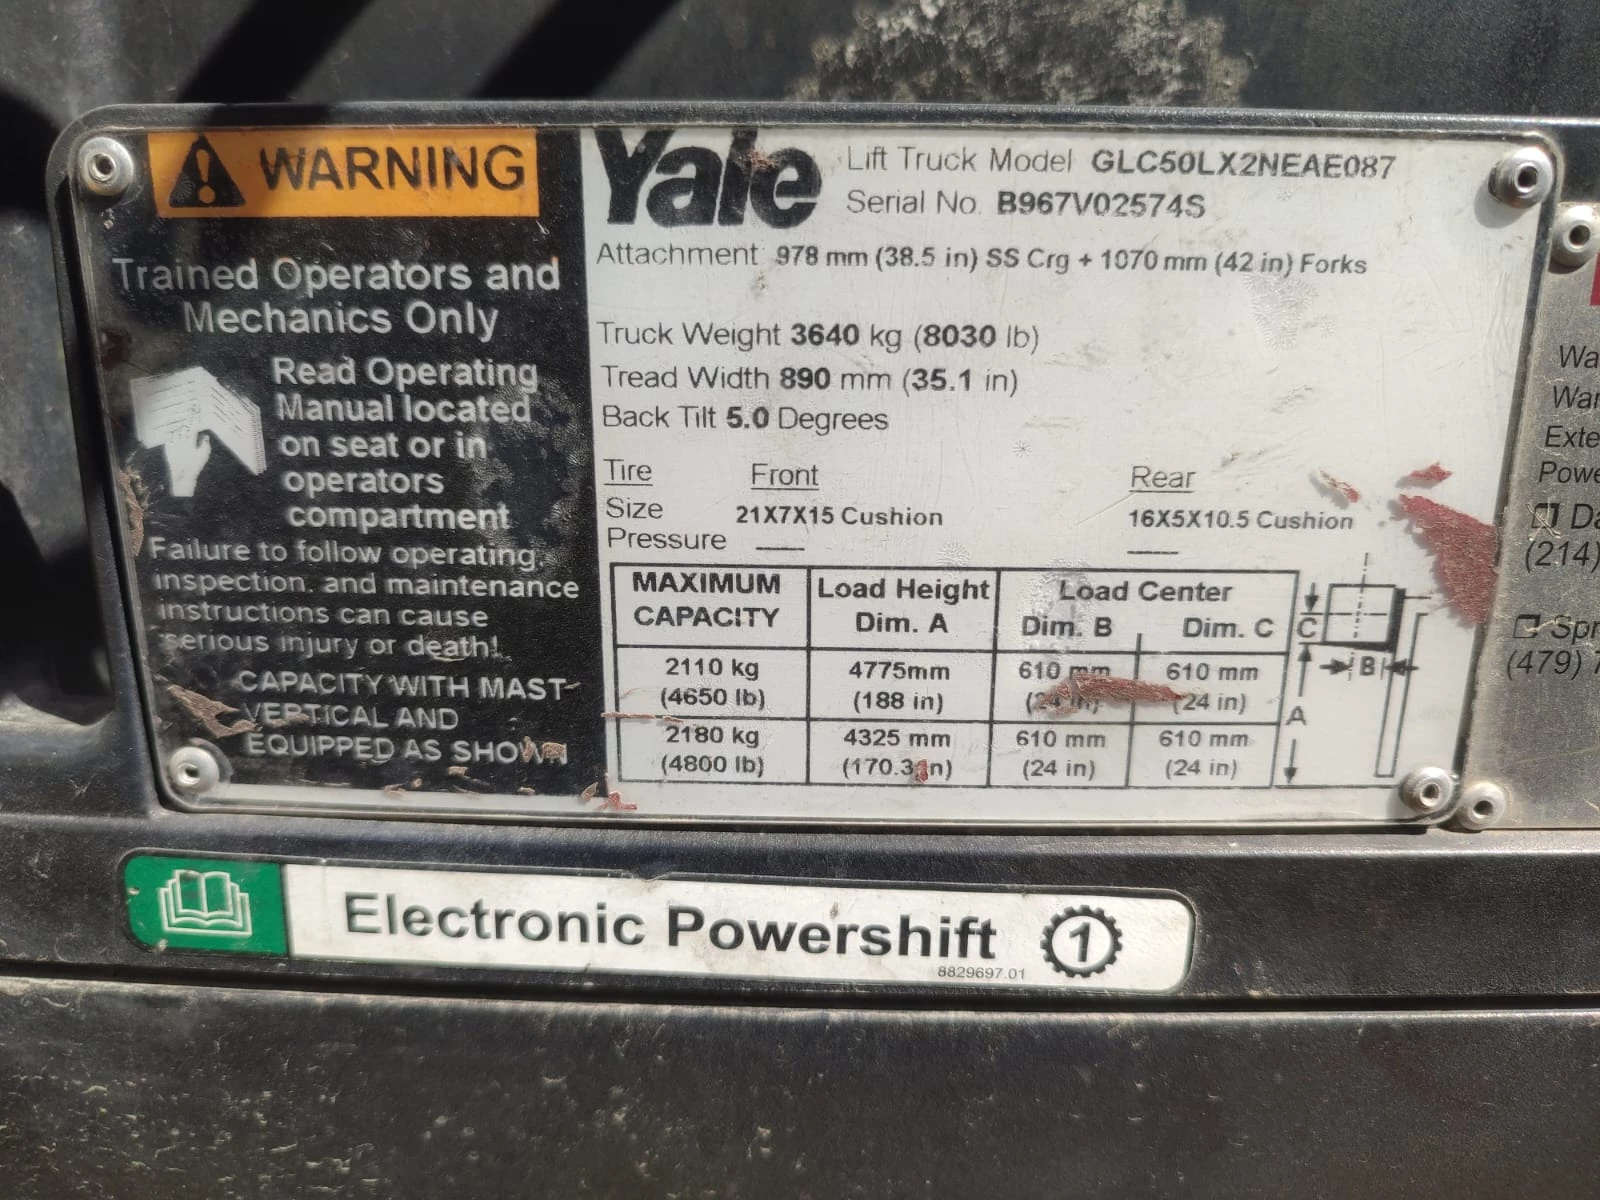 WARNING
Trained Operators and
Mechanics Only
Read Operating
Manual located
on seat or in
operators
compartment
Failure to follow operating,
inspection, and maintenance
instructions can cause
serious injury or death!
CAPACITY WITH MAST
VERTICAL AND
EQUIPPED AS SHOWN
Yale
Lift Truck Model GLC50LX2NEAE087
Serial No. B967V02574S
Attachment 978 mm (38.5 in) SS Crg + 1070 mm (42 in) Forks
Truck Weight 3640 kg (8030 lb)
Tread Width 890 mm (35.1 in)
Back Tilt 5.0 Degrees
Tire Front Rear
Size 21X7X15 Cushion 16X5X10.5 Cushion
Pressure
MAXIMUM Load Height Load Center
CAPACITY Dim. A Dim. B Dim. C
2110 kg 4775mm 610 mm 610 mm
(4650 lb) (188 in) (24 in) (24 in)
2180 kg 4325 mm 610 mm 610 mm
(4800 lb) (170.3 in) (24 in) (24 in)
C
B
A
(214)
(479)
Electronic Powershift 1
8829697.01